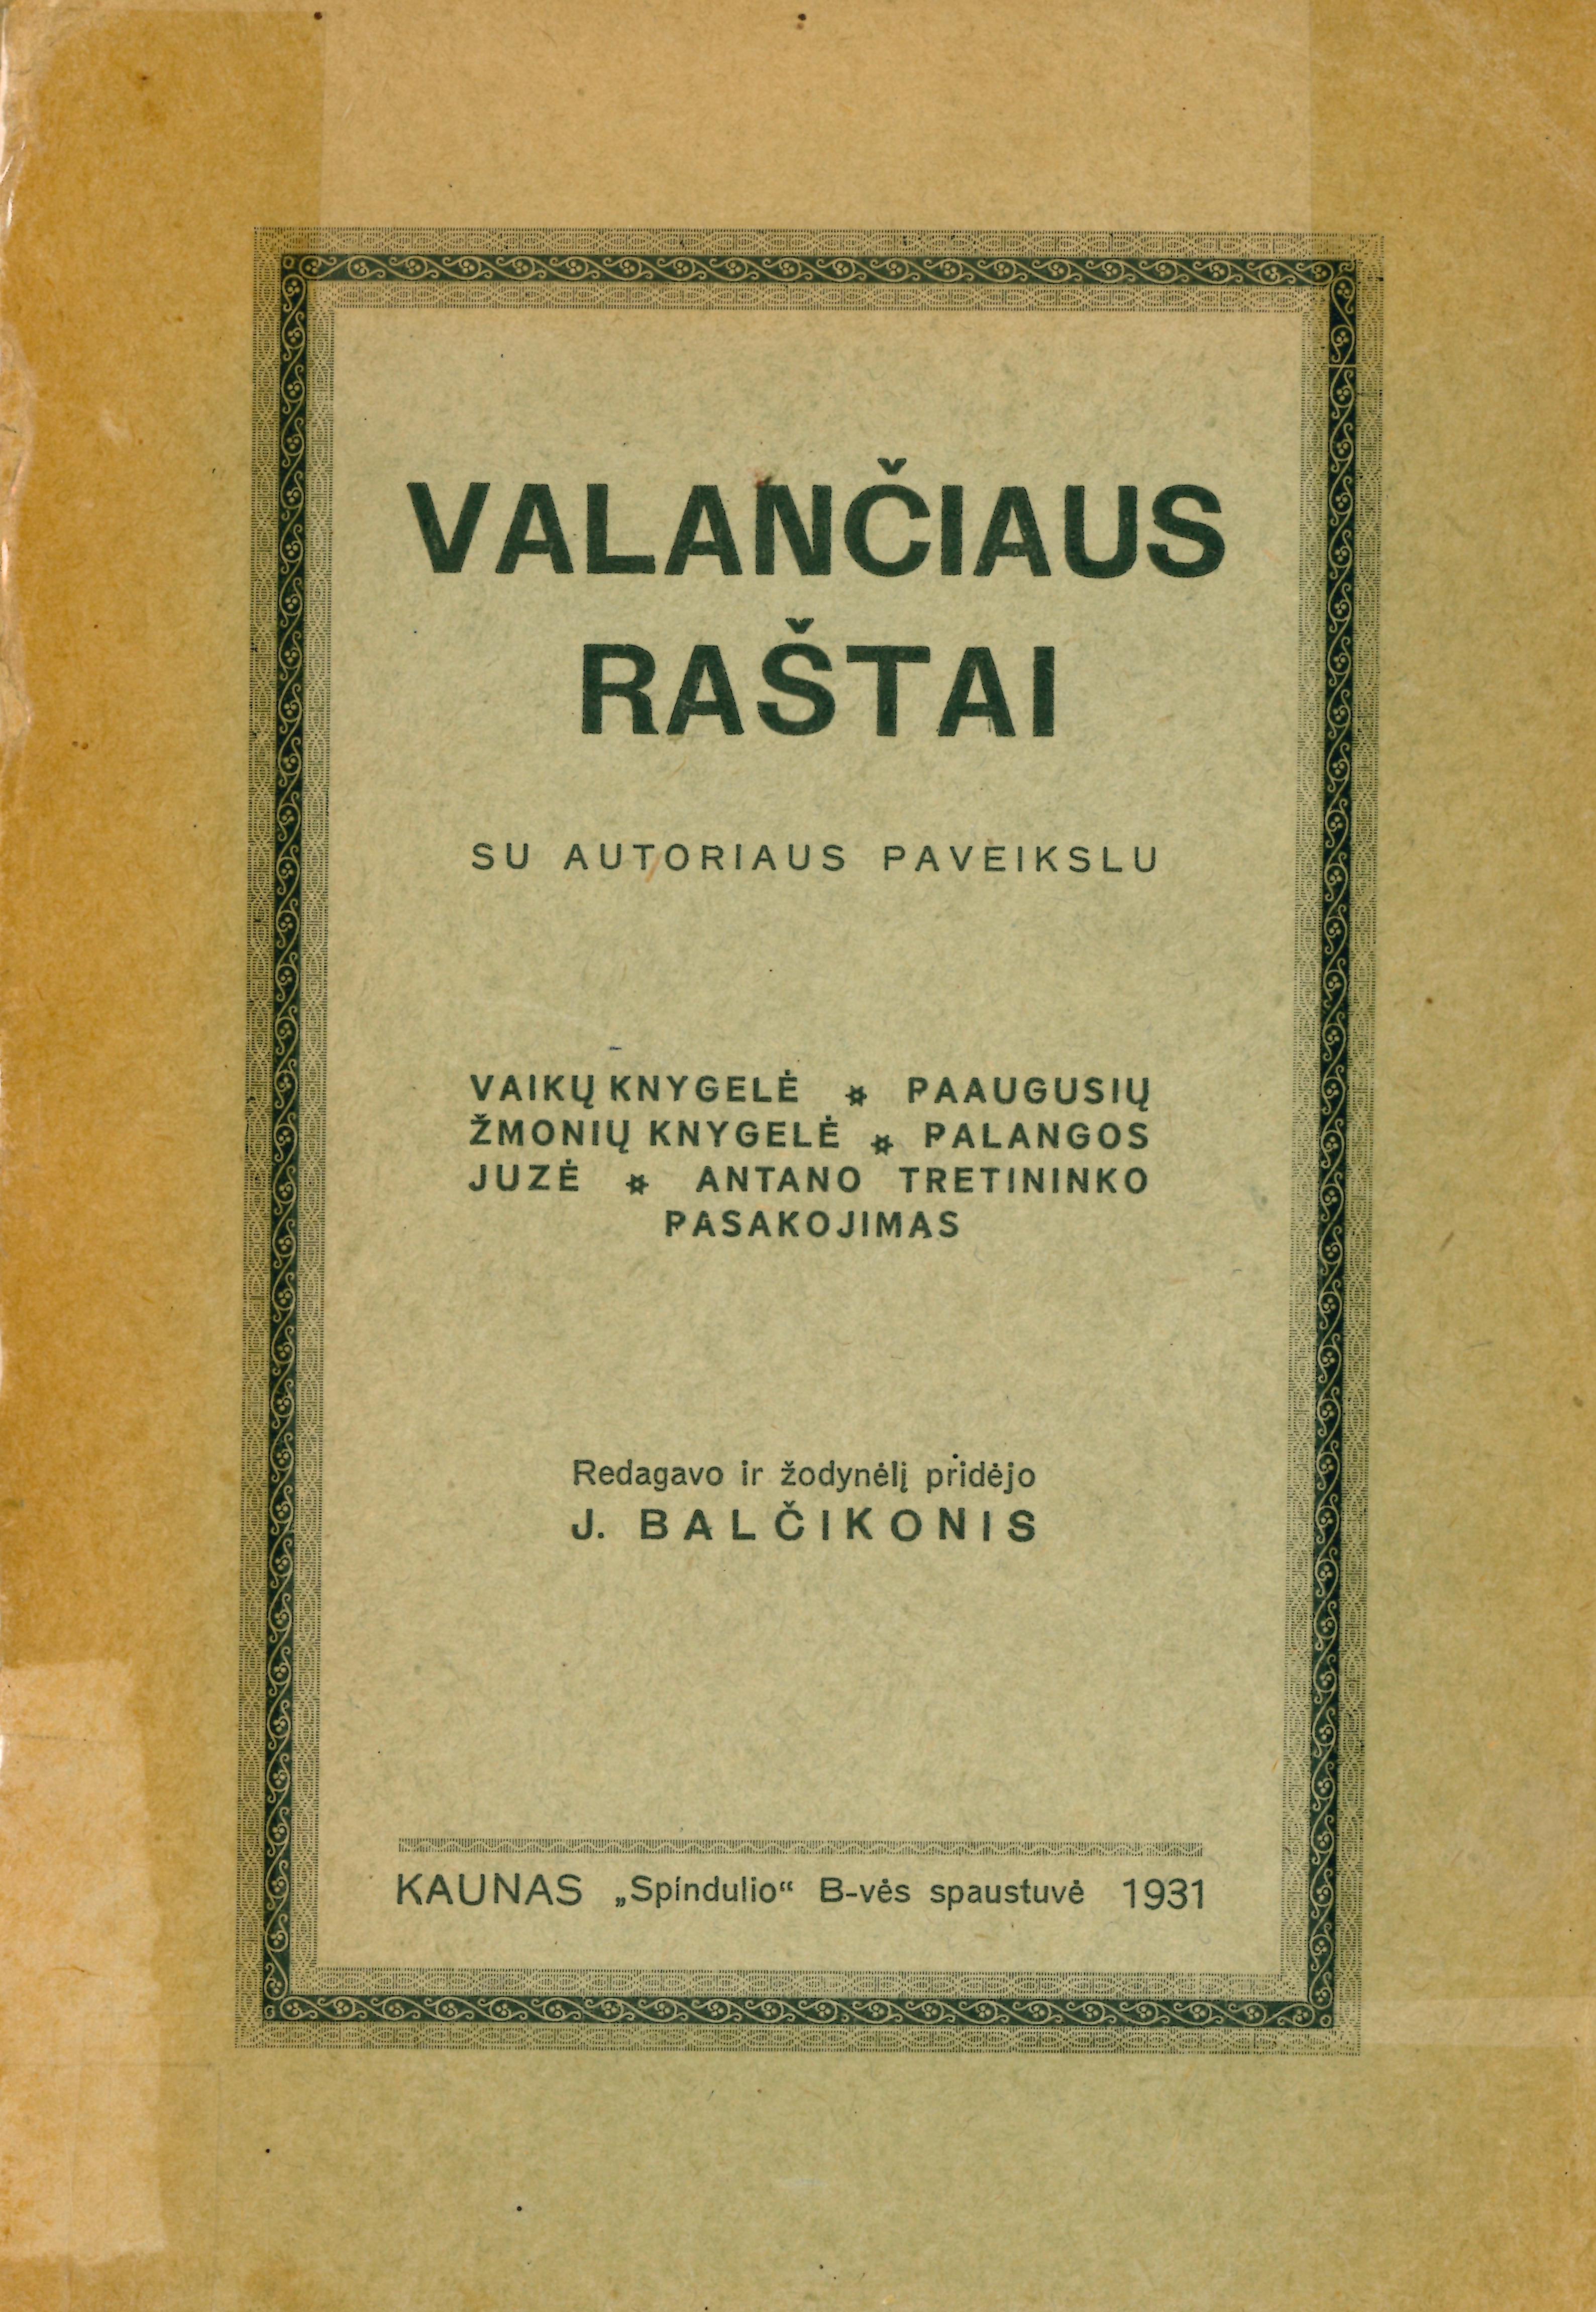 VALANČIAUS
RAŠTAI
SU AUTORIAUS PAVEIKSLU
VAIKŲ KNYGELĖ ✡ PAAUGUSIŲ
ŽMONIŲ KNYGELĖ ✡ PALANGOS
JUZĖ ✡ ANTANO TRETININKO
PASAKOJIMAS
Redagavo ir žodynėlį pridėjo
J. BALČIKONIS
KAUNAS „Spindulio“ B-vės spaustuvė 1931